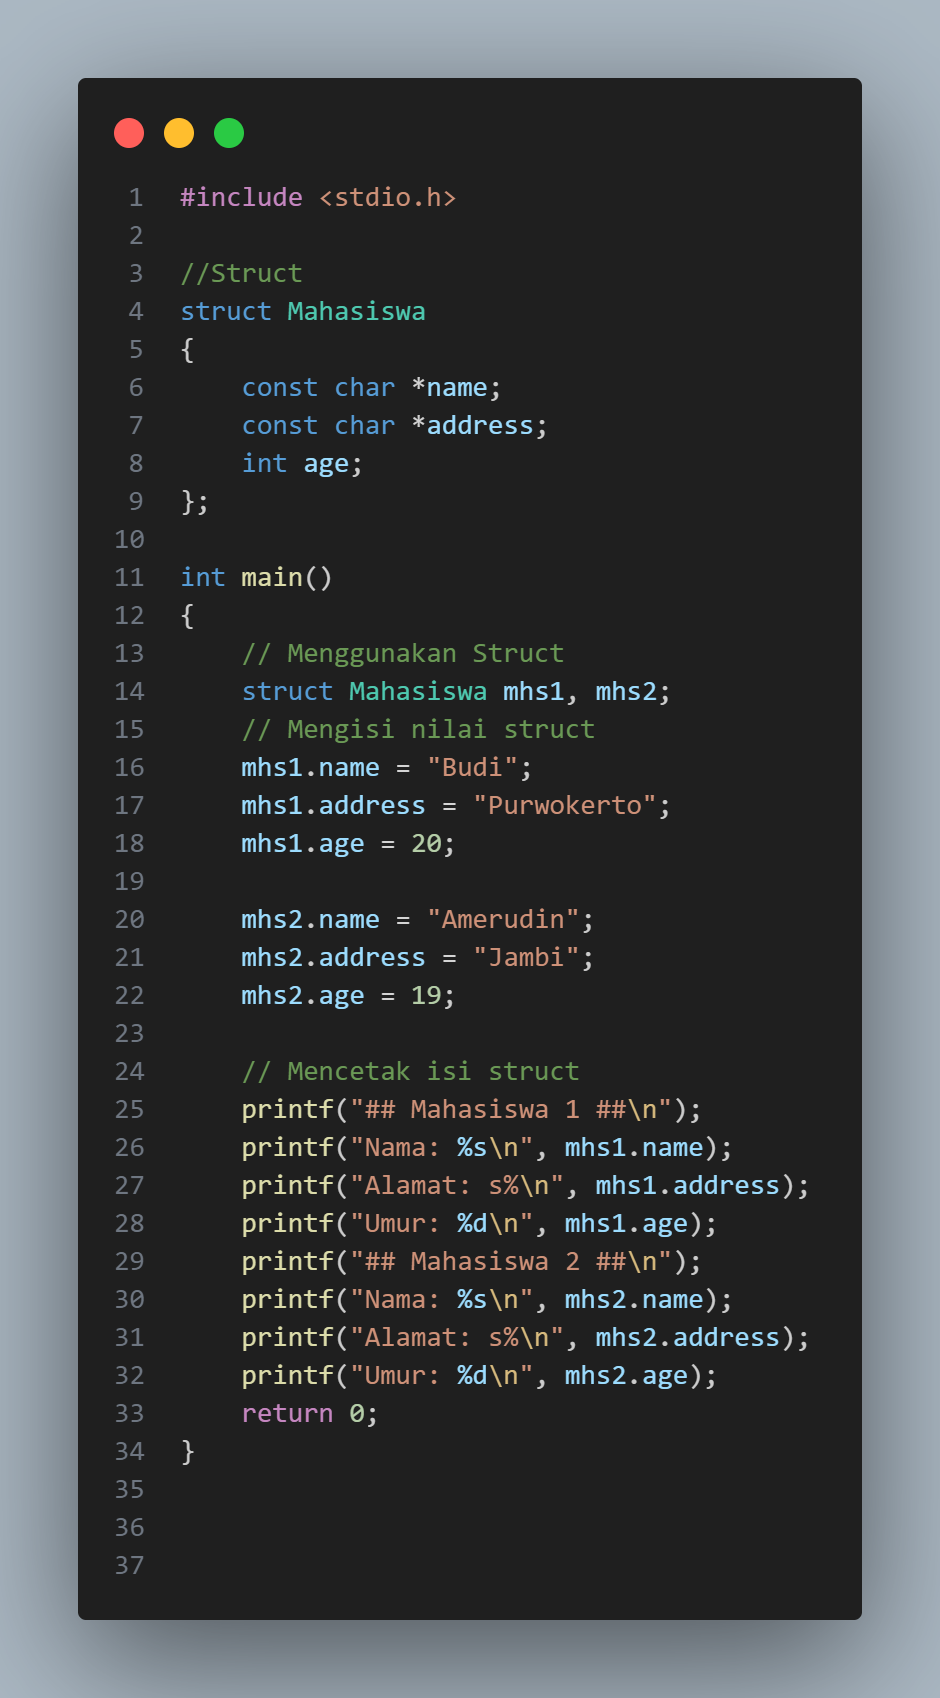 1 #include <stdio.h>
2
3 //Struct
4 struct Mahasiswa
5 {
6     const char *name;
7     const char *address;
8     int age;
9 };
10
11 int main()
12 {
13     // Menggunakan Struct
14     struct Mahasiswa mhs1, mhs2;
15     // Mengisi nilai struct
16     mhs1.name = "Budi";
17     mhs1.address = "Purwokerto";
18     mhs1.age = 20;
19
20     mhs2.name = "Amerudin";
21     mhs2.address = "Jambi";
22     mhs2.age = 19;
23
24     // Mencetak isi struct
25     printf("## Mahasiswa 1 ##\n");
26     printf("Nama: %s\n", mhs1.name);
27     printf("Alamat: s%\n", mhs1.address);
28     printf("Umur: %d\n", mhs1.age);
29     printf("## Mahasiswa 2 ##\n");
30     printf("Nama: %s\n", mhs2.name);
31     printf("Alamat: s%\n", mhs2.address);
32     printf("Umur: %d\n", mhs2.age);
33     return 0;
34 }
35
36
37